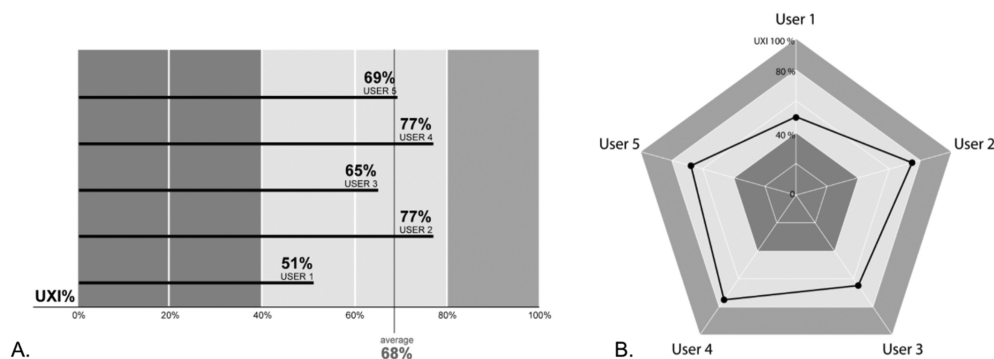 69%
USER 5
77%
USER 4
65%
USER 3
77%
USER 2
51%
USER 1
UXI%
0% 20% 40% 60% 80% 100%
average
68%
A.
User 1
UXI 100 %
80 %
40 %
0
User 5
User 2
User 4
User 3
B.